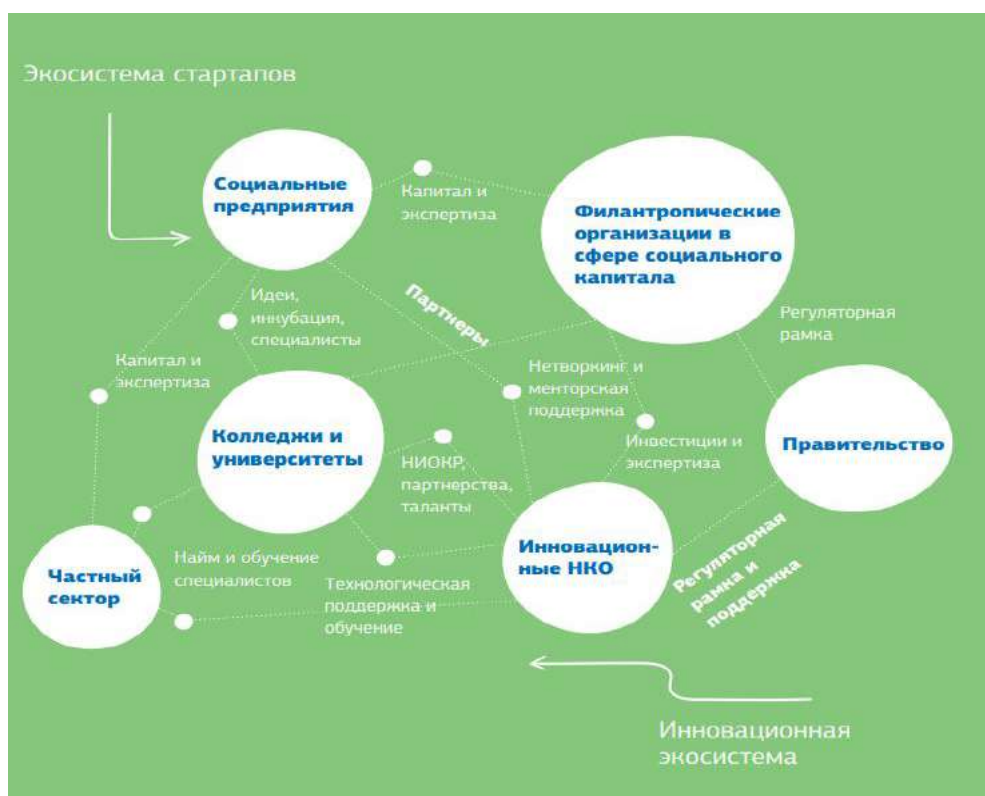 Экосистема стартапов
Социальные
предприятия
Капитал и
экспертиза
Филантропические
организации в
сфере социального
капитала
Идеи,
инкубация,
специалисты
Партнеры
Регуляторная
рамка
Капитал и
экспертиза
Нетворкинг и
менторская
поддержка
Колледжи и
университеты
НИОКР,
партнерства,
таланты
Инвестиции и
экспертиза
Правительство
Частный
сектор
Найм и обучение
специалистов
Технологическая
поддержка и
обучение
Инновацион-
ные НКО
Регуляторная
рамка и
поддержка
Инновационная
экосистема